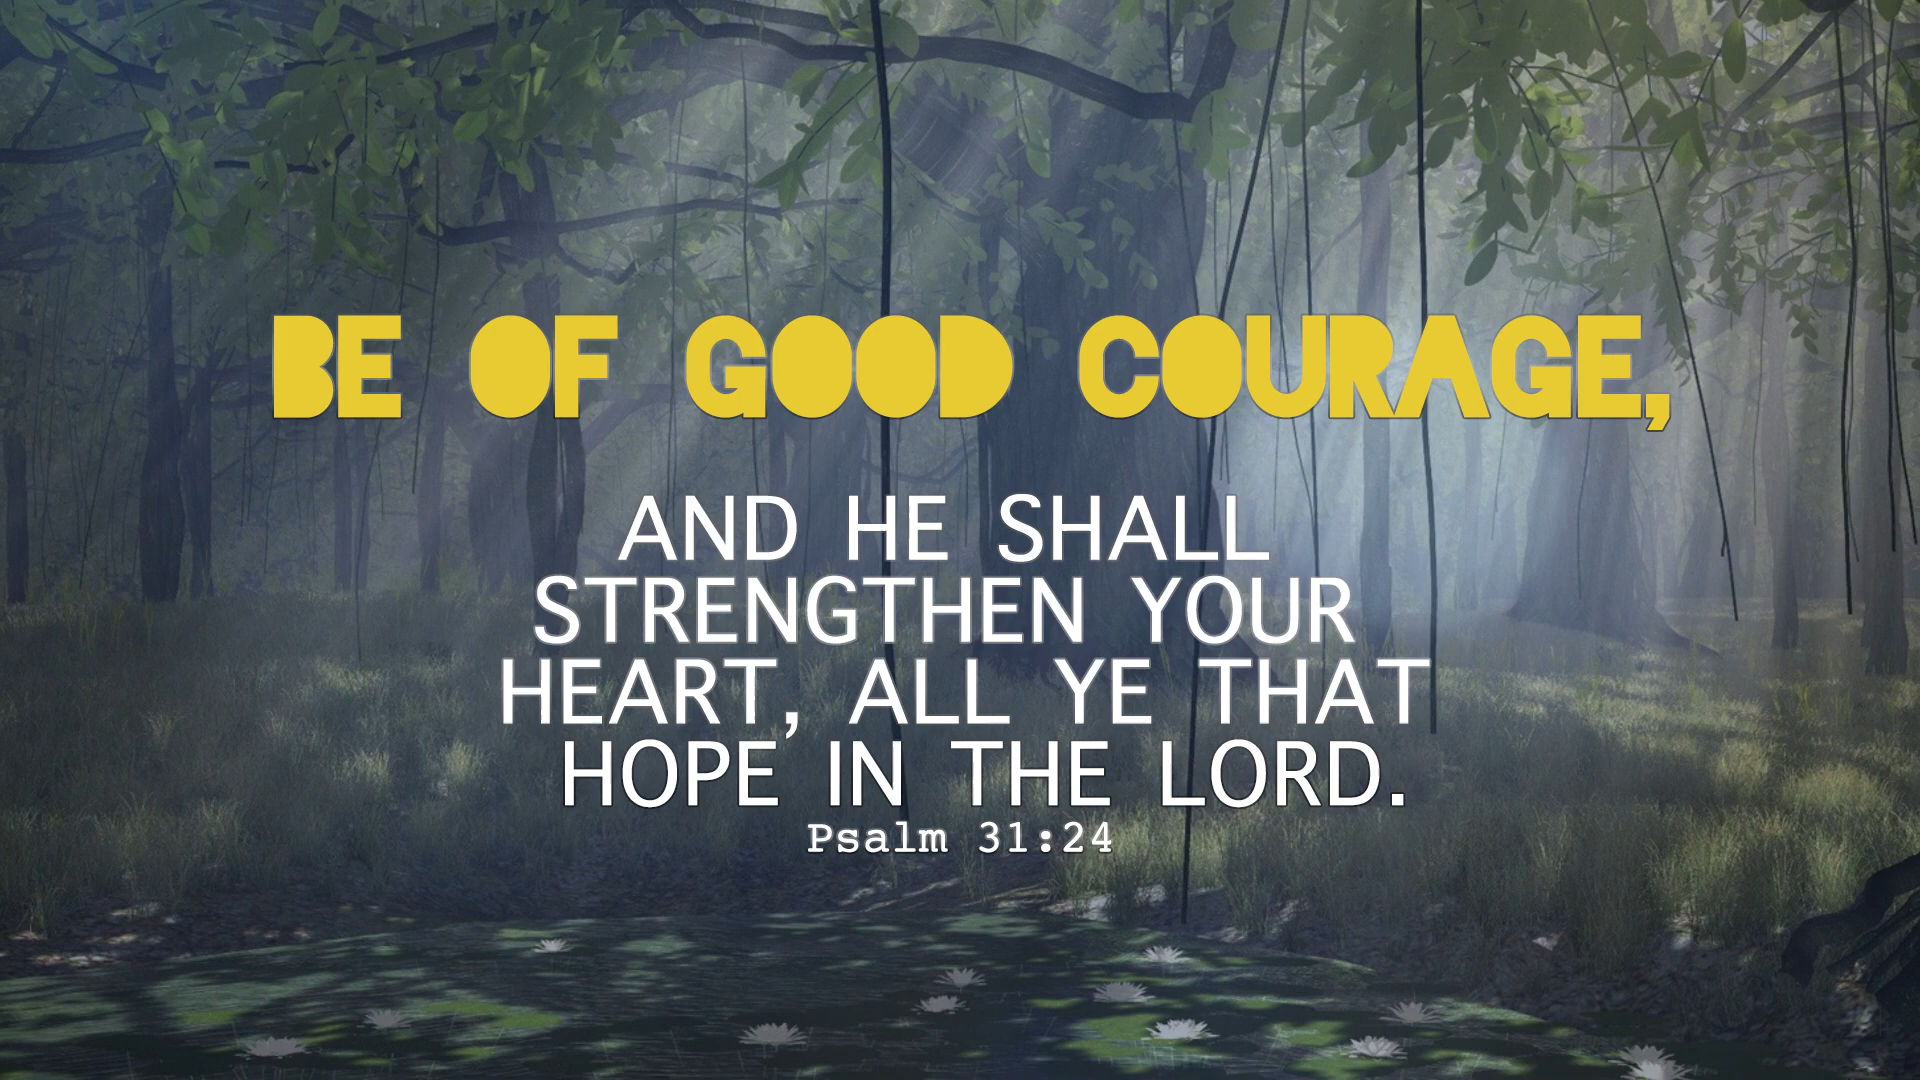 BE OF GOOD COURAGE,
AND HE SHALL
STRENGTHEN YOUR
HEART, ALL YE THAT
HOPE IN THE LORD.
Psalm 31:24